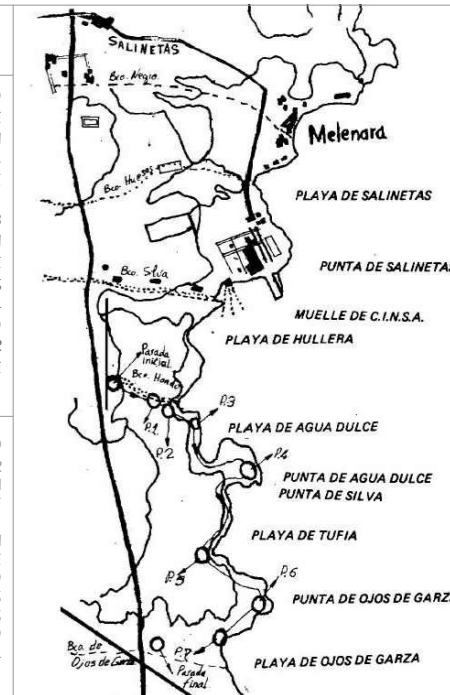 SALINETAS
Bco. Negro
Melenara
Bco. Huesos
PLAYA DE SALINETAS
PUNTA DE SALINETAS
Bco. Silva
MUELLE DE C.I.N.S.A.
PLAYA DE HULLERA
Parada
inicial
Bco. Hondo
P.1
P.2
P.3
PLAYA DE AGUA DULCE
P.4
PUNTA DE AGUA DULCE
PUNTA DE SILVA
PLAYA DE TUFIA
P.5
P.6
PUNTA DE OJOS DE GARZA
Bco. de
Ojos de Garza
P.7
Parada
final
PLAYA DE OJOS DE GARZA